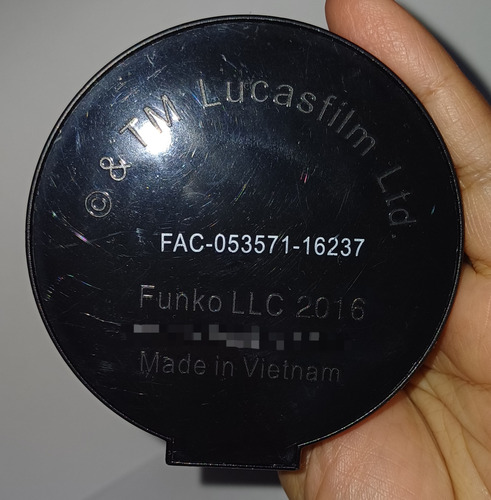 © & TM Lucasfilm Ltd.
FAC-053571-16237
Funko LLC 2016
Made in Vietnam